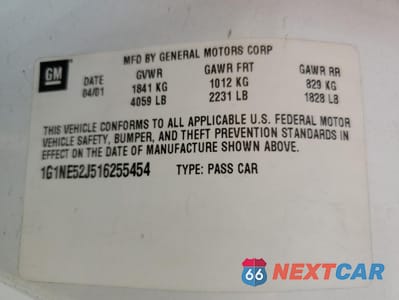 MFD BY GENERAL MOTORS CORP
GM DATE GVWR GAWR FRT GAWR RR
04/01 1841 KG 1012 KG 829 KG
4059 LB 2231 LB 1828 LB
THIS VEHICLE CONFORMS TO ALL APPLICABLE U.S. FEDERAL MOTOR
VEHICLE SAFETY, BUMPER, AND THEFT PREVENTION STANDARDS IN
EFFECT ON THE DATE OF MANUFACTURE SHOWN ABOVE.
1G1NE52J516255454 TYPE: PASS CAR
66 NEXTCAR